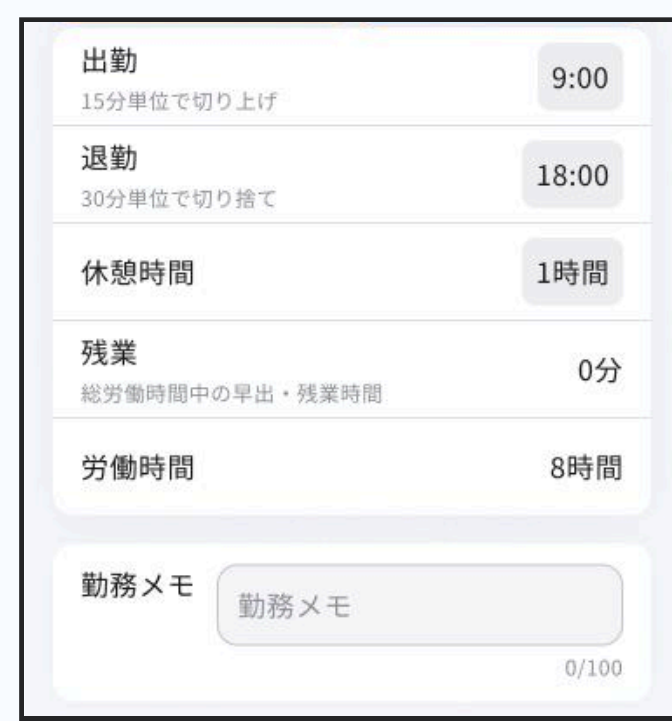 出勤
9:00
15分単位で切り上げ
退勤
18:00
30分単位で切り捨て
休憩時間
1時間
残業
0分
総労働時間中の早出・残業時間
労働時間
8時間
勤務メモ
勤務メモ
0/100